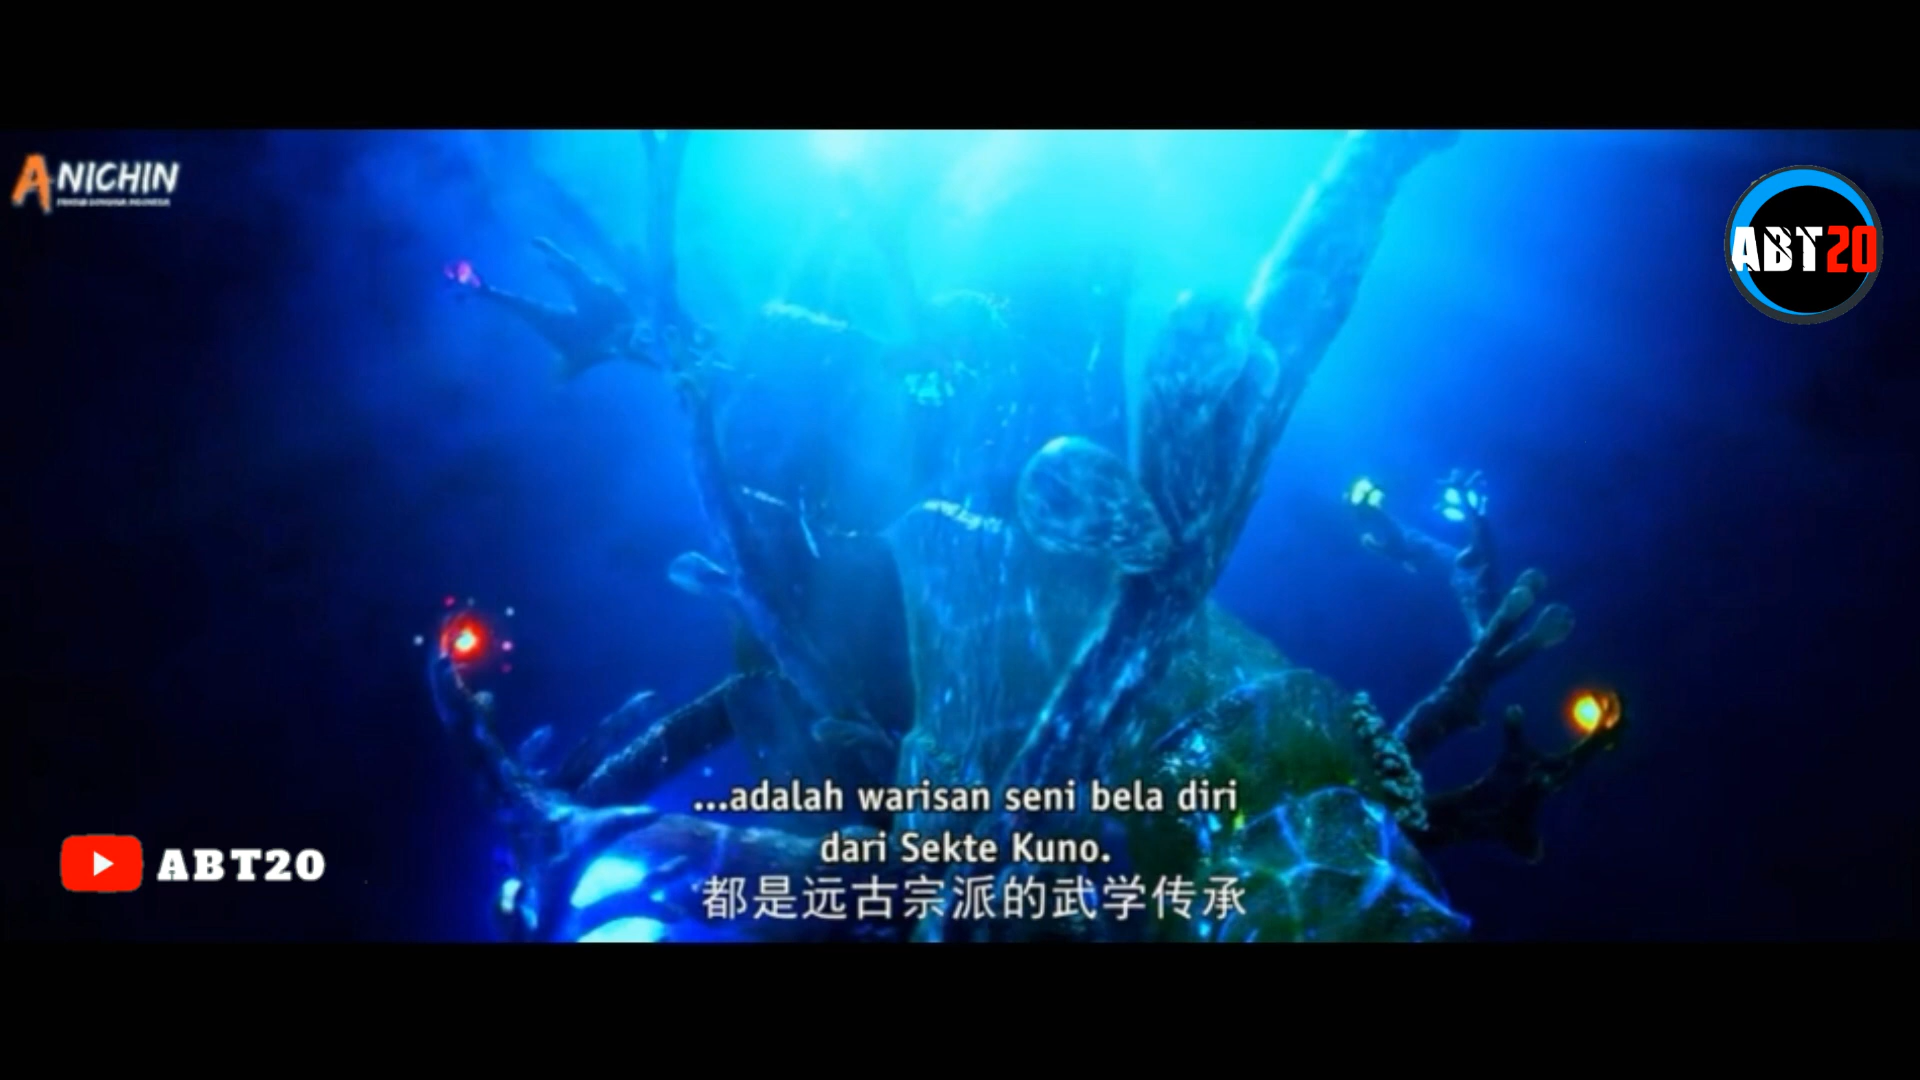 ANICHIN
ABT20
...adalah warisan seni bela diri
dari Sekte Kuno.
都是远古宗派的武学传承
ABT20